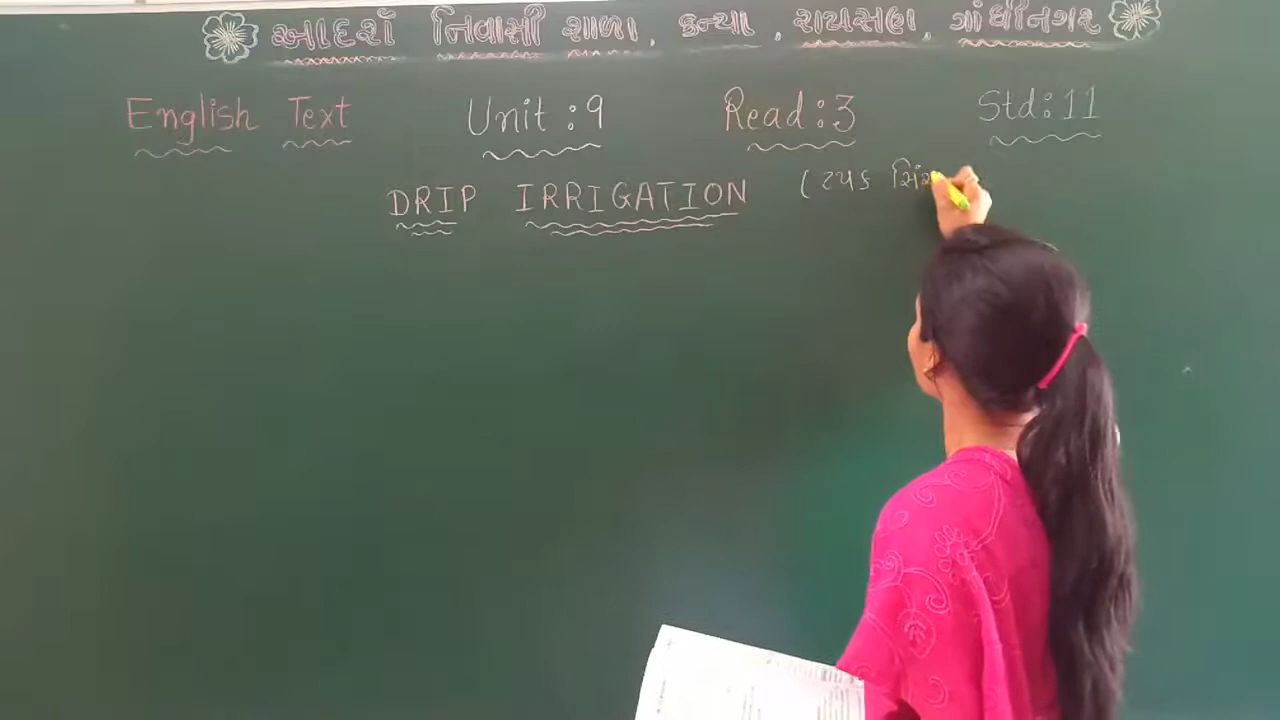 આદર્શ નિવાસી શાળા, કન્યા, રાયસણ, ગાંધીનગર
English Text Unit : 9 Read : 3 Std : 11
DRIP IRRIGATION ( ટપક